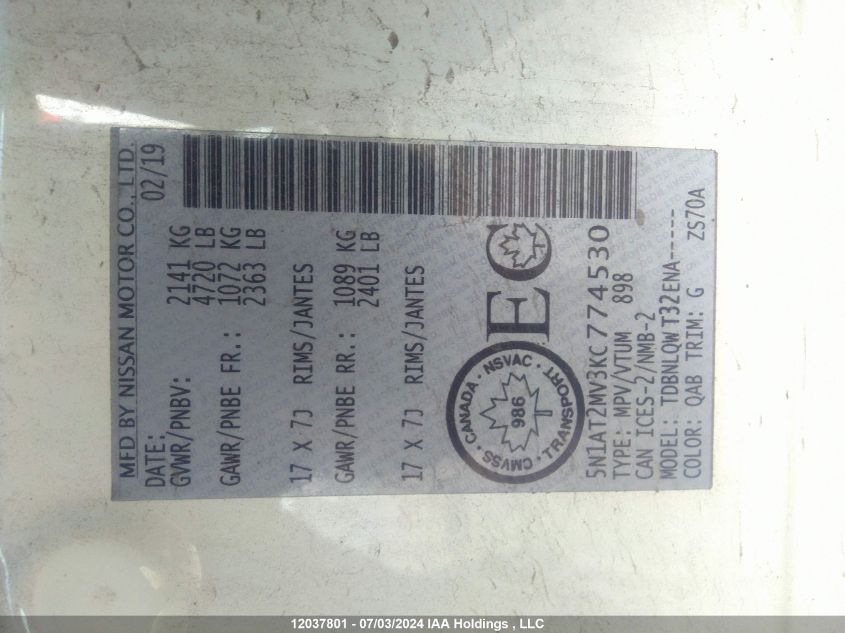 MFD BY NISSAN MOTOR CO., LTD.
DATE: 02/19
GVWR/PNBV: 2141 KG
4720 LB
GAWR/PNBE FR.: 1072 KG
2363 LB
17 X 7J RIMS/JANTES
GAWR/PNBE RR.: 1089 KG
2401 LB
17 X 7J RIMS/JANTES
CANADA · NSVAC · TRANSPORT · CMVSS
986 T
EC
5N1AT2MV3KC774530
TYPE: MPV/VTUM 898
CAN ICES-2/NMB-2
MODEL: TDBNLQW T32ENA-----
COLOR: QAB TRIM: G ZS70A
12037801 - 07/03/2024 IAA Holdings , LLC